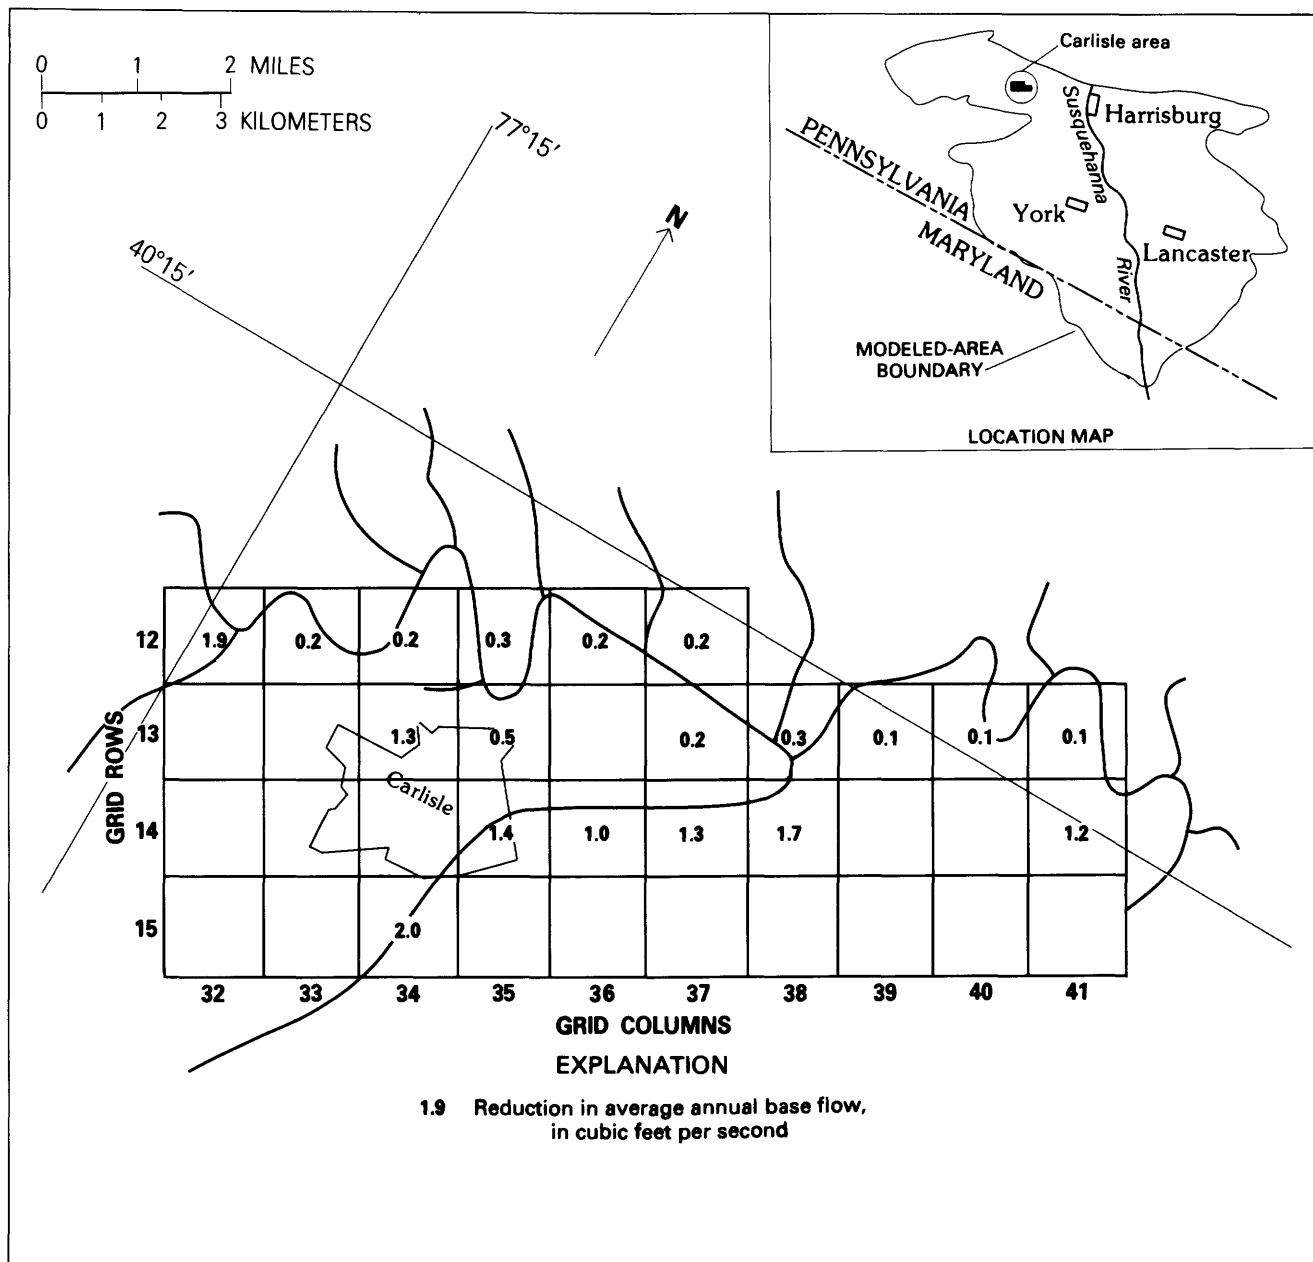 0 1 2 MILES
0 1 2 3 KILOMETERS
77°15′
40°15′
N
Carlisle area
Susquehanna
River
Harrisburg
PENNSYLVANIA
MARYLAND
York
Lancaster
MODELED-AREA
BOUNDARY
LOCATION MAP
GRID ROWS
12 1.9 0.2 0.2 0.3 0.2 0.2
13 1.3 0.5 0.2 0.3 0.1 0.1 0.1
Carlisle
14 1.4 1.0 1.3 1.7 1.2
15 2.0
32 33 34 35 36 37 38 39 40 41
GRID COLUMNS
EXPLANATION
1.9 Reduction in average annual base flow,
in cubic feet per second